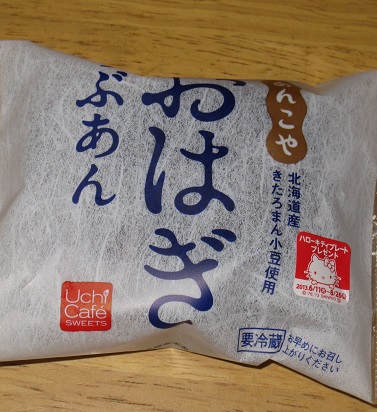 んこや
北海道産
きたろまん小豆使用
おはぎ
ぶあん
ハローキティプレート
プレゼント
Uchi
Café
SWEETS
要冷蔵
お早めにお召し
上がりください